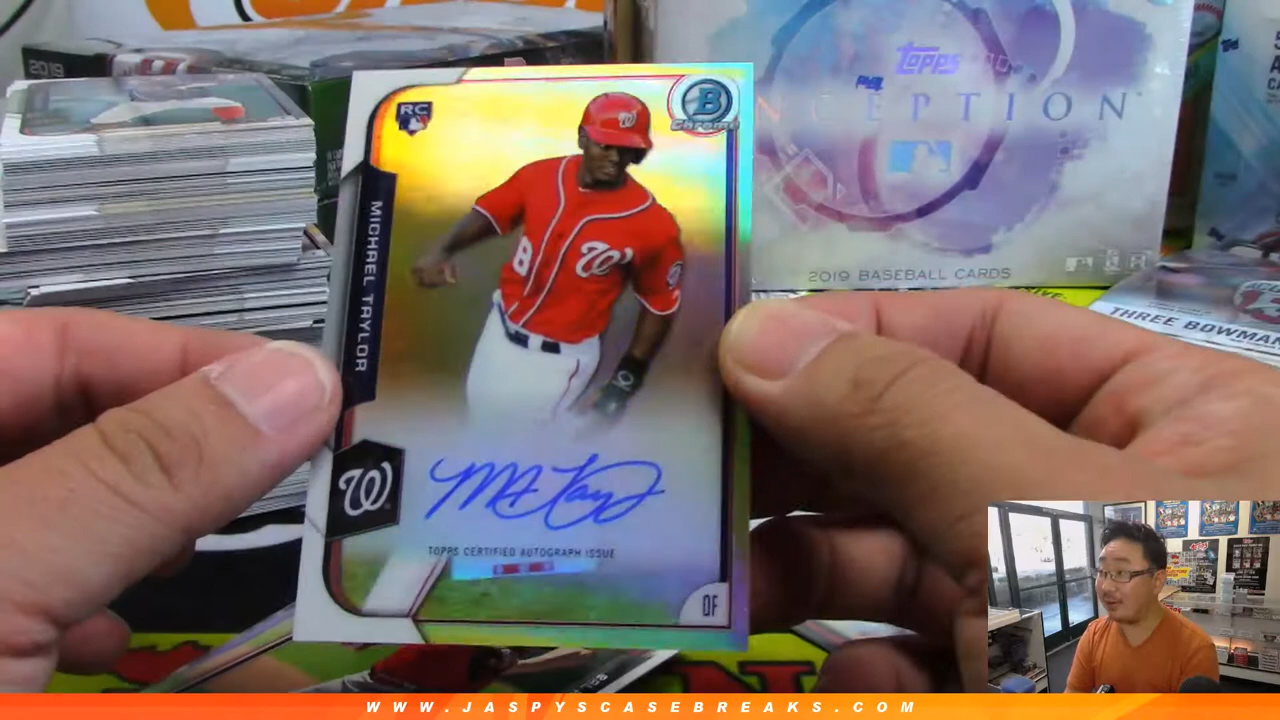 2019
RC
B
Chrome
W
MICHAEL TAYLOR
8
W
W
TOPPS CERTIFIED AUTOGRAPH ISSUE
OF
Topps
CEPTION
2019 BASEBALL CARDS
THREE BOWMAN
WWW.JASPYSCASEBREAKS.COM